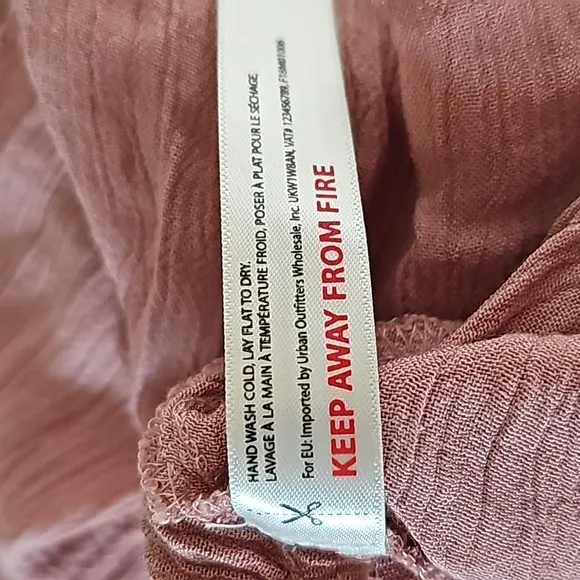 HAND WASH COLD, LAY FLAT TO DRY.
LAVAGE À LA MAIN À TEMPÉRATURE FROID, POSER À PLAT POUR LE SÉCHAGE
For EU: Imported by Urban Outfitters Wholesale, Inc. UKW1W8AN, VAT# 123456789, F18M01006
KEEP AWAY FROM FIRE